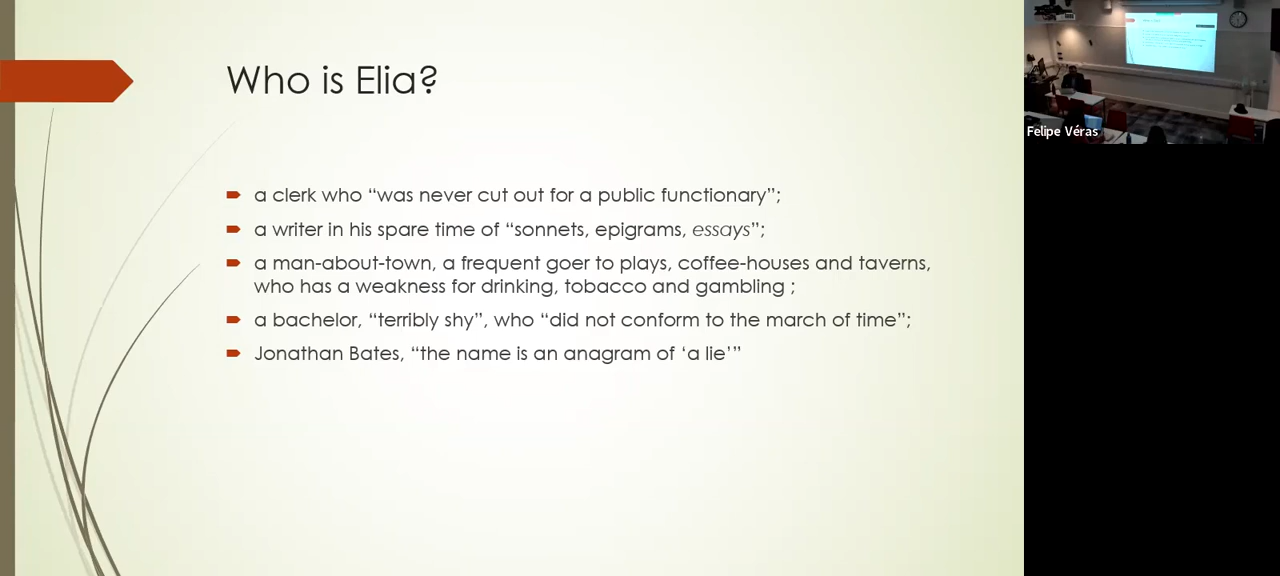 Who is Elia?
a clerk who “was never cut out for a public functionary”;
a writer in his spare time of “sonnets, epigrams, essays”;
a man-about-town, a frequent goer to plays, coffee-houses and taverns,
who has a weakness for drinking, tobacco and gambling ;
a bachelor, “terribly shy”, who “did not conform to the march of time”;
Jonathan Bates, “the name is an anagram of ‘a lie’”
Felipe Véras